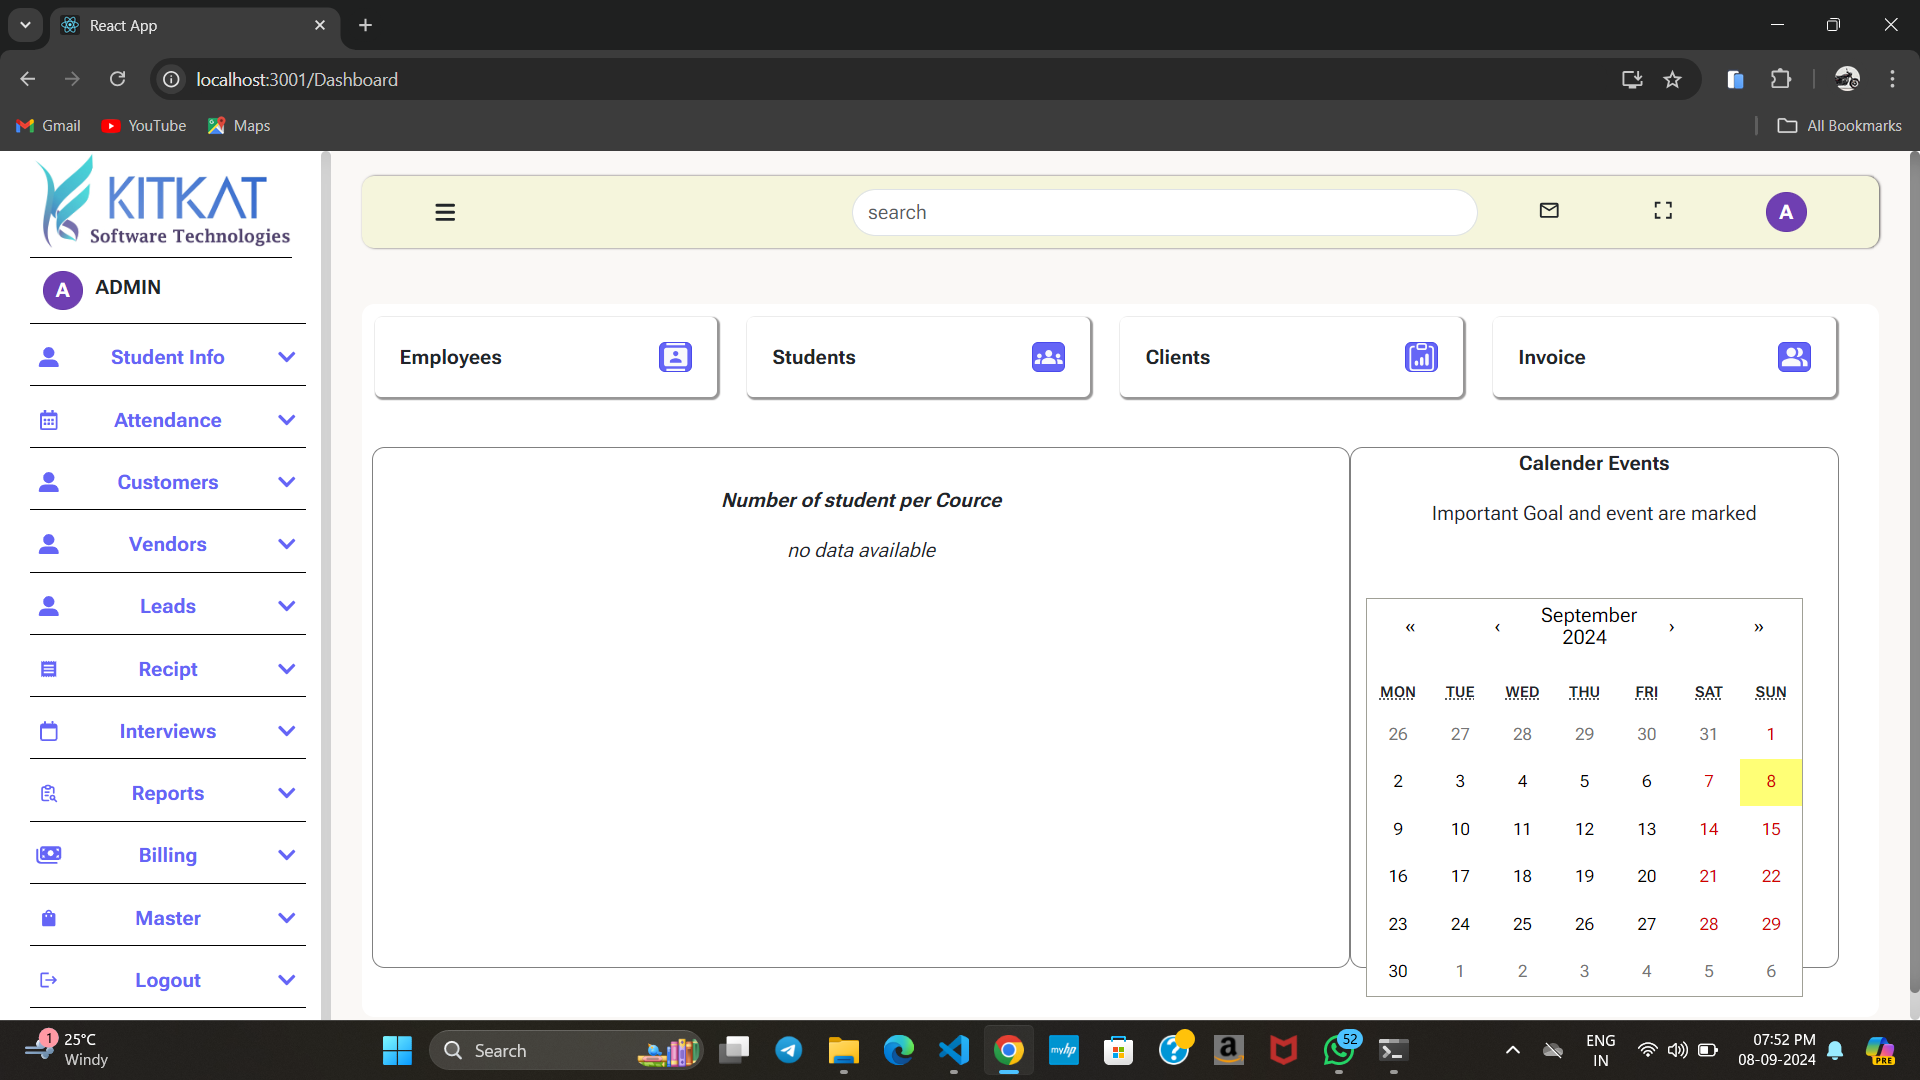 React App
localhost:3001/Dashboard
Gmail YouTube Maps All Bookmarks
KITKAT
Software Technologies
A ADMIN
Student Info
Attendance
Customers
Vendors
Leads
Recipt
Interviews
Reports
Billing
Master
Logout
search
A
Employees
Students
Clients
Invoice
Number of student per Cource
no data available
Calender Events
Important Goal and event are marked
« ‹ September 2024 › »
MON TUE WED THU FRI SAT SUN
26 27 28 29 30 31 1
2 3 4 5 6 7 8
9 10 11 12 13 14 15
16 17 18 19 20 21 22
23 24 25 26 27 28 29
30 1 2 3 4 5 6
1 25°C
Windy
Search
myhp
?
a
52
ENG
IN
07:52 PM
08-09-2024
PRE